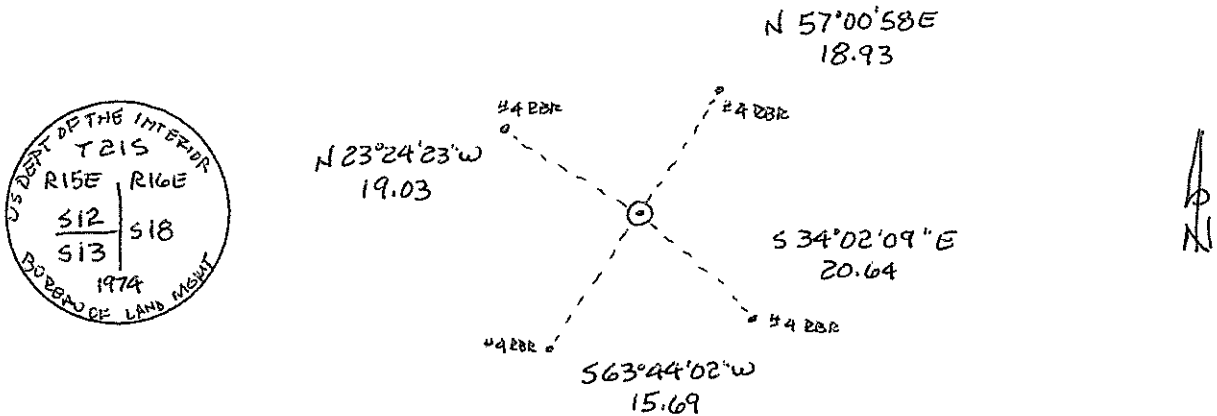 N 57°00'58E
18.93
#4 RBR
#4 RBR
N 23°24'23"W
19.03
US DEPT OF THE INTERIOR
T21S
R15E R16E
S12
S13
S18
1974
BUREAU OF LAND MGMT
S 34°02'09"E
20.64
#4 RBR
#4 RBR
S63°44'02"W
15.69
N